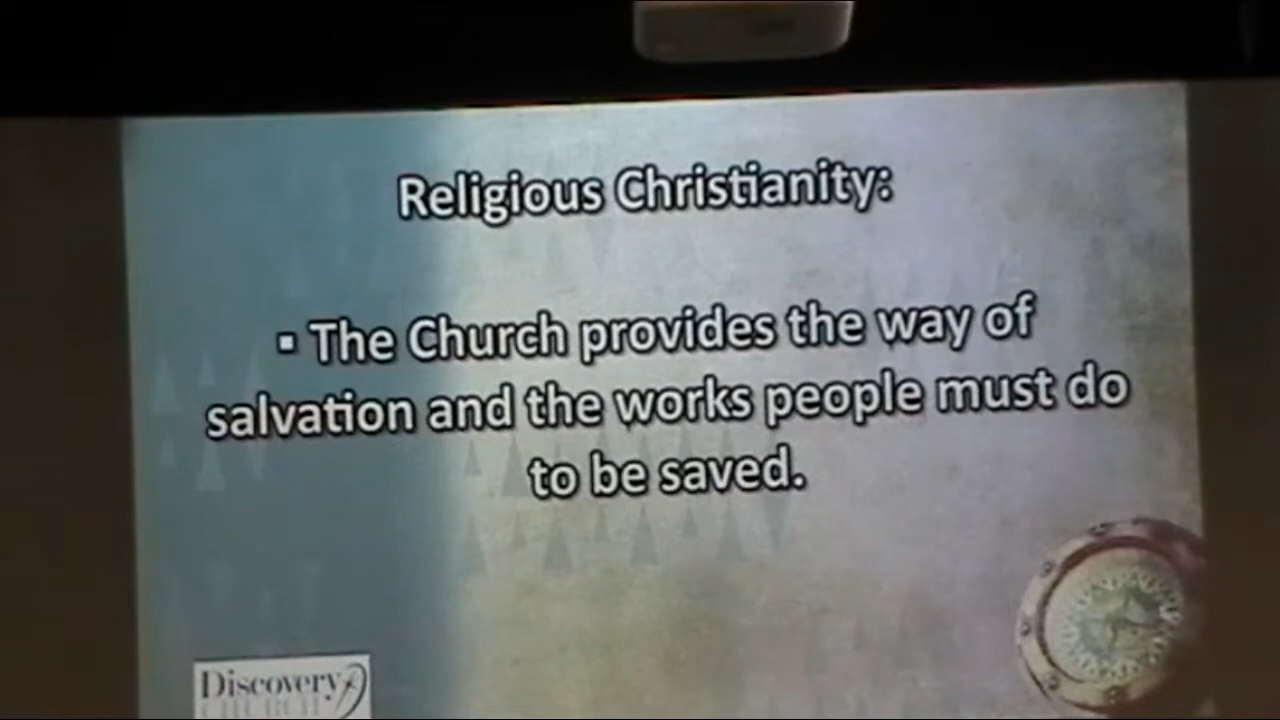 Religious Christianity:
▪ The Church provides the way of
salvation and the works people must do
to be saved.
Discovery
CHURCH